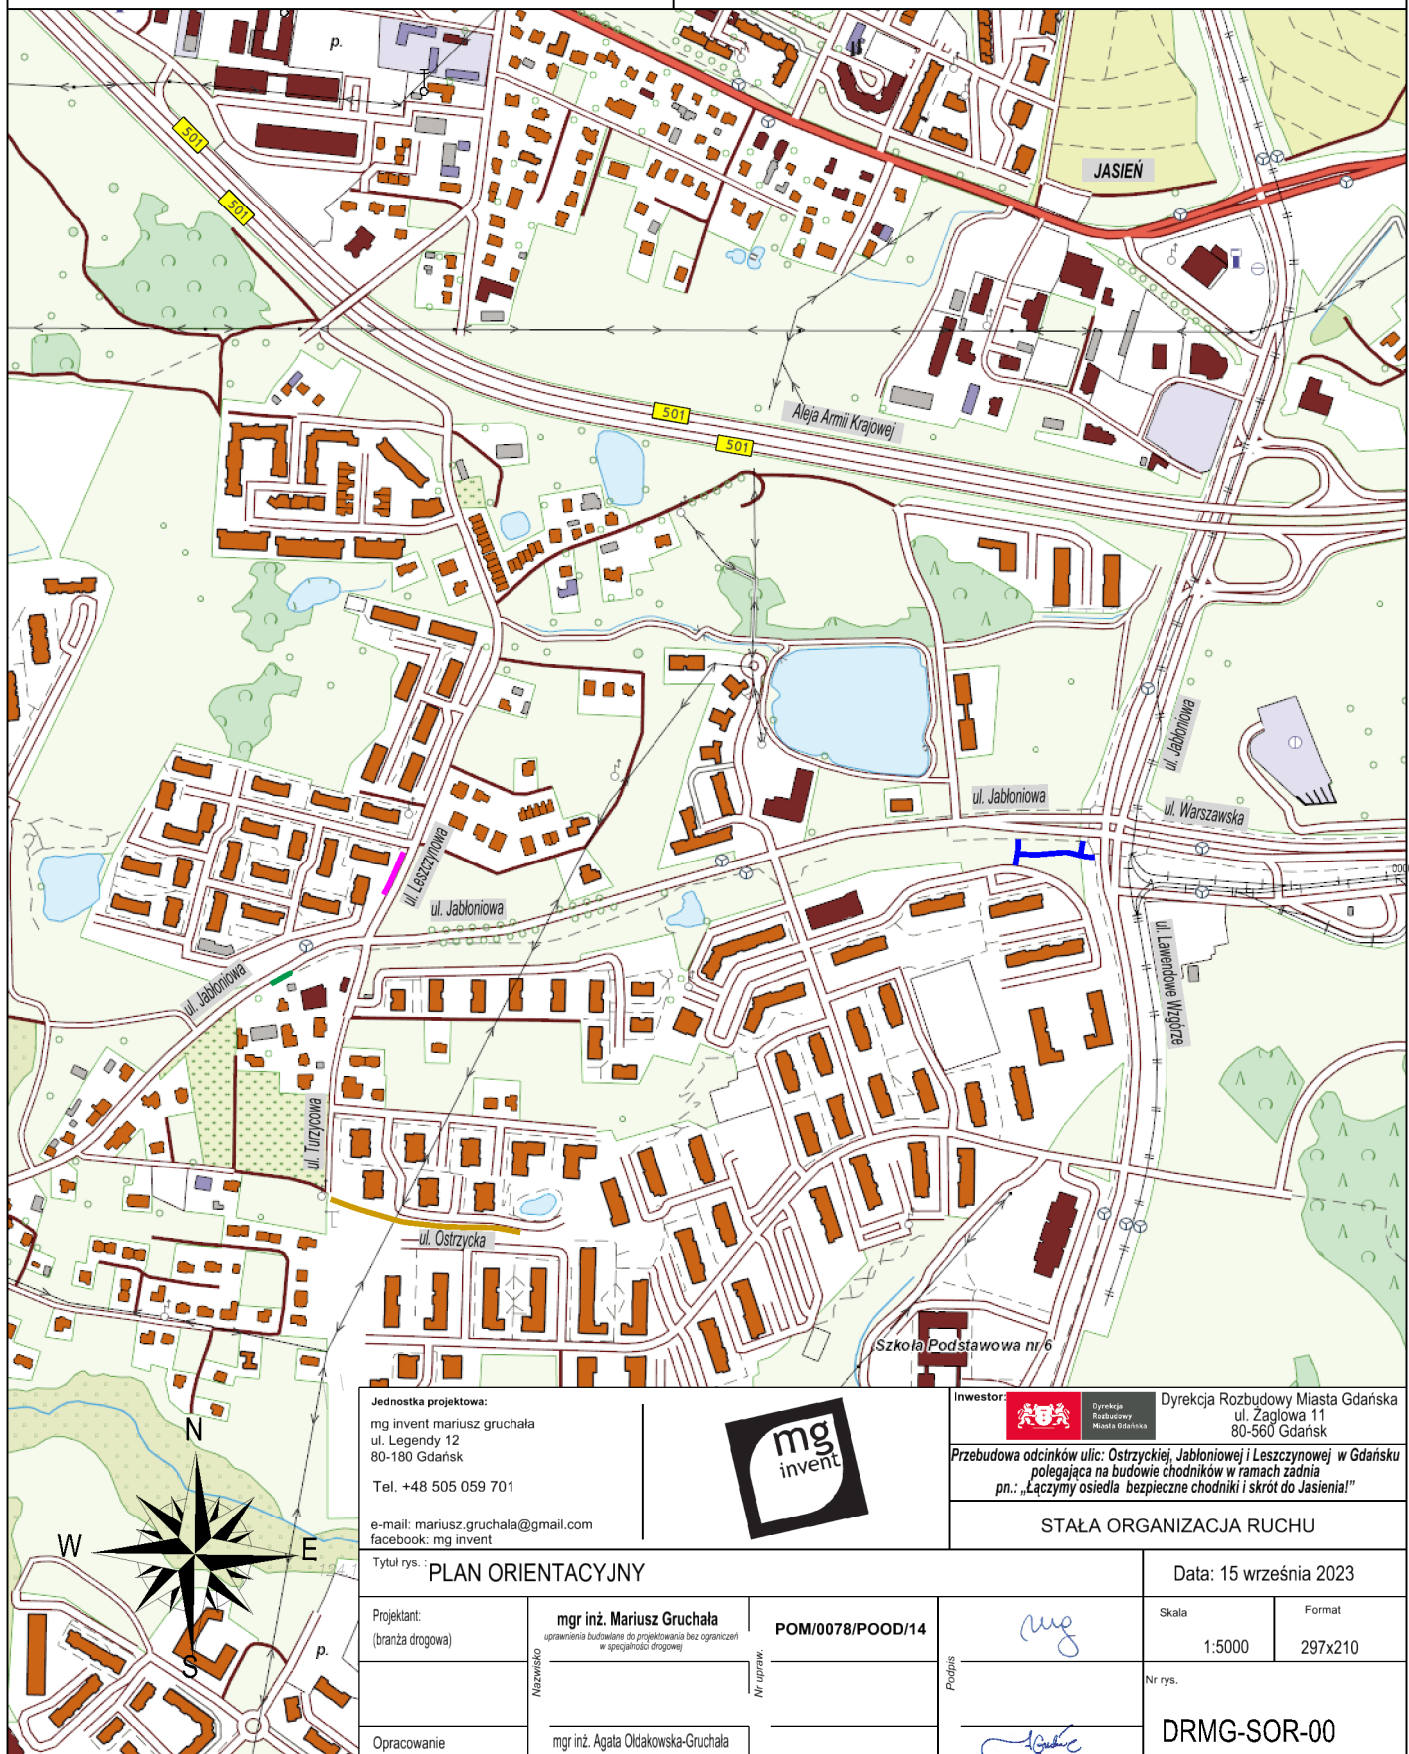 p.
501
501
JASIEŃ
Aleja Armii Krajowej
501
501
ul. Jabłoniowa
ul. Jabłoniowa
ul. Warszawska
ul. Leszczynowa
ul. Jabłoniowa
ul. Lawendowe Wzgórze
ul. Jabłoniowa
ul. Turzycowa
ul. Ostrzycka
Szkoła Podstawowa nr 6
N
W
E
S
p.
Jednostka projektowa:
mg invent mariusz gruchała
ul. Legendy 12
80-180 Gdańsk
Tel. +48 505 059 701
e-mail: mariusz.gruchala@gmail.com
facebook: mg invent
mg
invent
Inwestor:
Dyrekcja
Rozbudowy
Miasta Gdańska
Dyrekcja Rozbudowy Miasta Gdańska
ul. Żaglowa 11
80-560 Gdańsk
Przebudowa odcinków ulic: Ostrzyckiej, Jabłoniowej i Leszczynowej w Gdańsku
polegająca na budowie chodników w ramach zadnia
pn.: „Łączymy osiedla bezpieczne chodniki i skrót do Jasienia!”
STAŁA ORGANIZACJA RUCHU
Tytuł rys. : PLAN ORIENTACYJNY
Data: 15 września 2023
Projektant:
(branża drogowa)
Nazwisko
mgr inż. Mariusz Gruchała
uprawnienia budowlane do projektowania bez ograniczeń
w specjalności drogowej
Nr upraw.
POM/0078/POOD/14
Podpis
mg
Skala
1:5000
Format
297x210
Nr rys.
DRMG-SOR-00
Opracowanie
mgr inż. Agata Ołdakowska-Gruchała